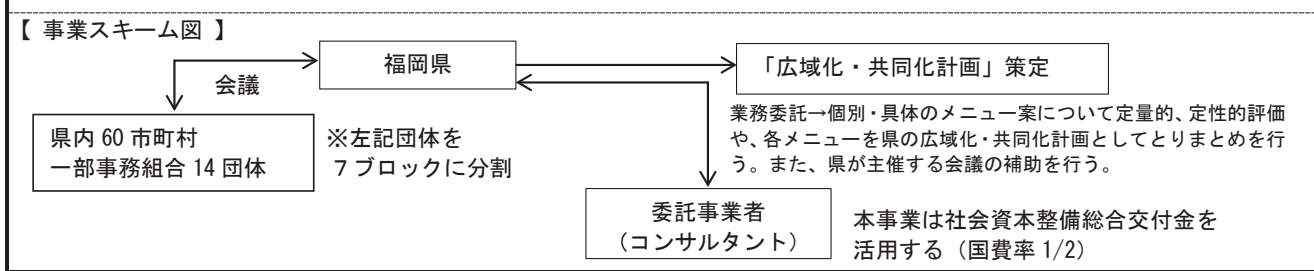 【 事業スキーム図 】
福岡県
「広域化・共同化計画」策定
会議
業務委託→個別・具体のメニュー案について定量的、定性的評価
や、各メニューを県の広域化・共同化計画としてとりまとめを行
う。また、県が主催する会議の補助を行う。
県内 60 市町村
一部事務組合 14 団体
※左記団体を
7 ブロックに分割
委託事業者
(コンサルタント)
本事業は社会資本整備総合交付金を
活用する (国費率 1/2)